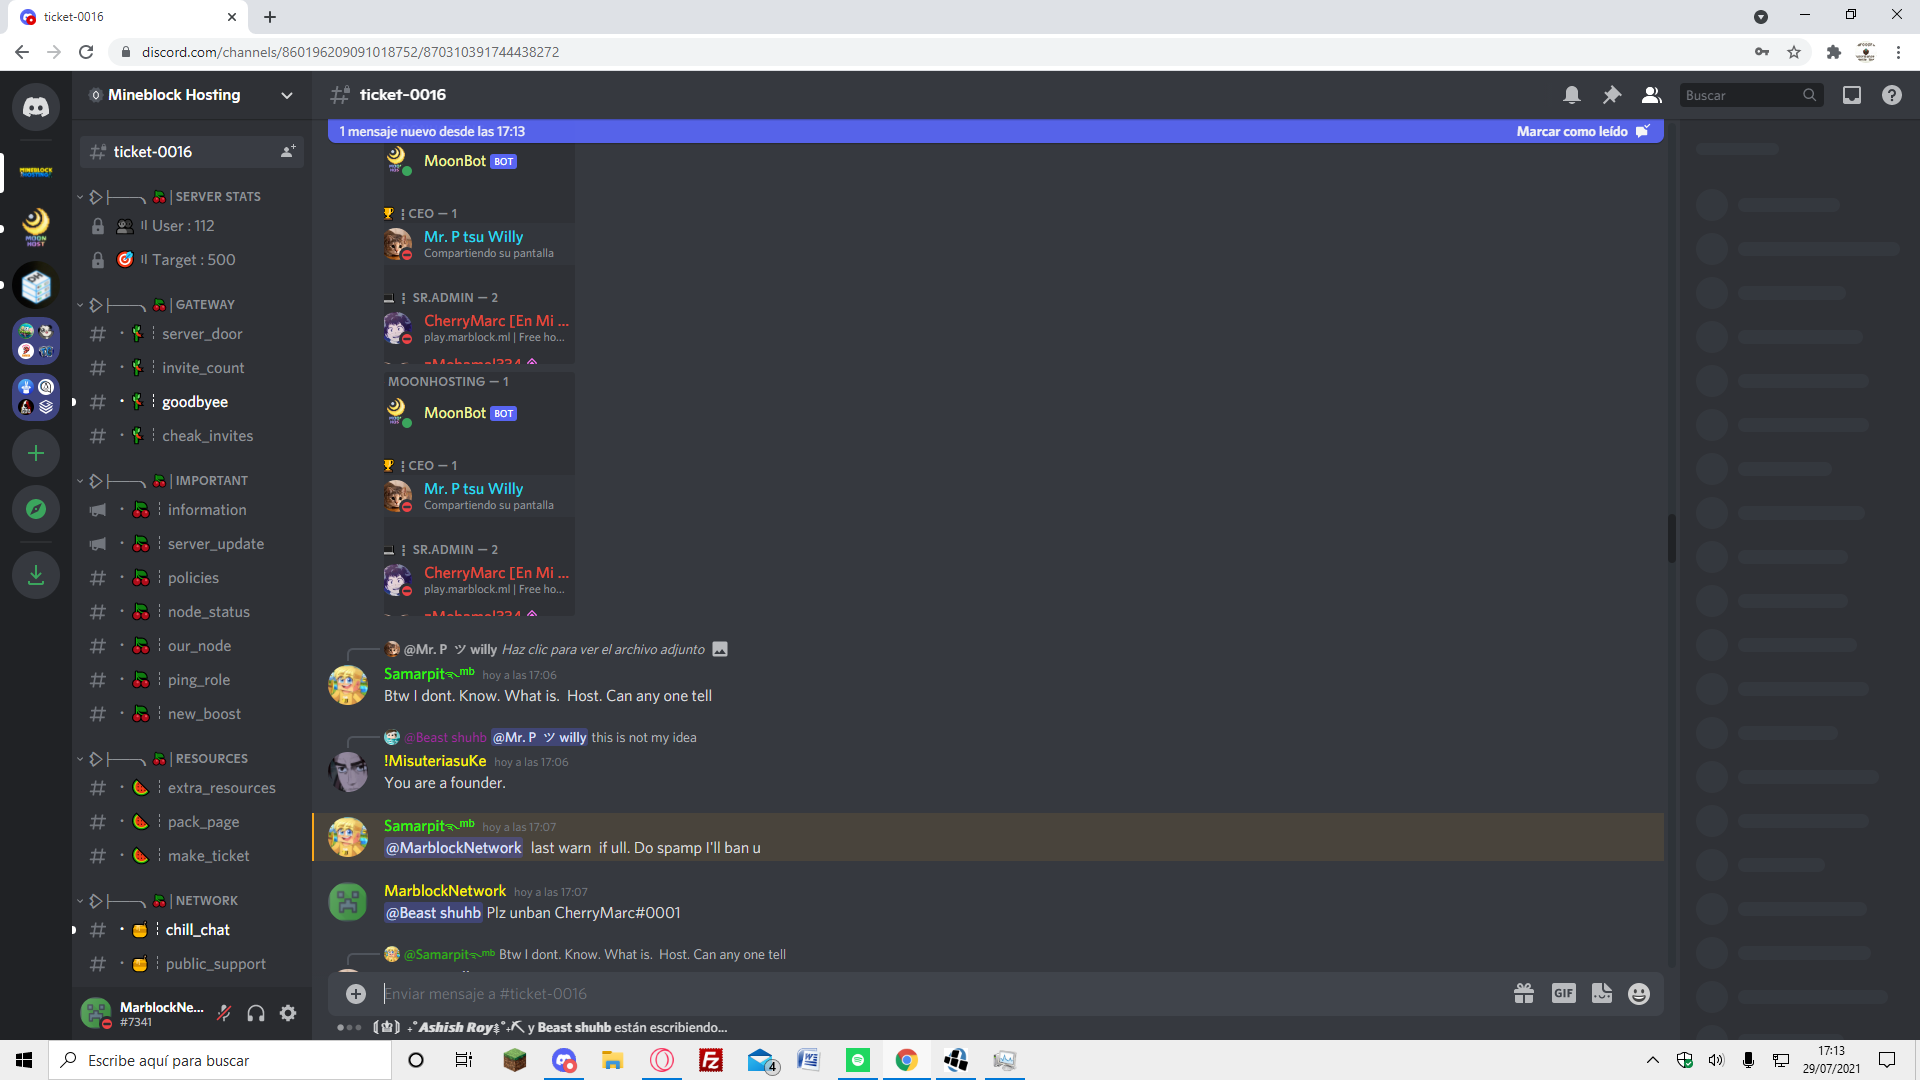 ticket-0016
discord.com/channels/860196209091018752/870310391744438272
Mineblock Hosting
ticket-0016
SERVER STATS
User : 112
Target : 500
GATEWAY
server_door
invite_count
goodbyee
cheak_invites
IMPORTANT
information
server_update
policies
node_status
our_node
ping_role
new_boost
RESOURCES
extra_resources
pack_page
make_ticket
NETWORK
chill_chat
public_support
MarblockNe...
#7341
ticket-0016
Buscar
1 mensaje nuevo desde las 17:13
Marcar como leído
MoonBot BOT
CEO — 1
Mr. P tsu Willy
Compartiendo su pantalla
SR.ADMIN — 2
CherryMarc [En Mi ...
play.marblock.ml | Free ho...
MOONHOSTING — 1
MoonBot BOT
CEO — 1
Mr. P tsu Willy
Compartiendo su pantalla
SR.ADMIN — 2
CherryMarc [En Mi ...
play.marblock.ml | Free ho...
@Mr. P ツ willy Haz clic para ver el archivo adjunto
Samarpit mb hoy a las 17:06
Btw I dont. Know. What is. Host. Can any one tell
@Beast shuhb @Mr. P ツ willy this is not my idea
!MisuteriasuKe hoy a las 17:06
You are a founder.
Samarpit mb hoy a las 17:07
@MarblockNetwork last warn if ull. Do spamp I'll ban u
MarblockNetwork hoy a las 17:07
@Beast shuhb Plz unban CherryMarc#0001
@Samarpit mb Btw I dont. Know. What is. Host. Can any one tell
Enviar mensaje a #ticket-0016
GIF
Ashish Roy y Beast shuhb están escribiendo...
Escribe aquí para buscar
4
17:13
29/07/2021